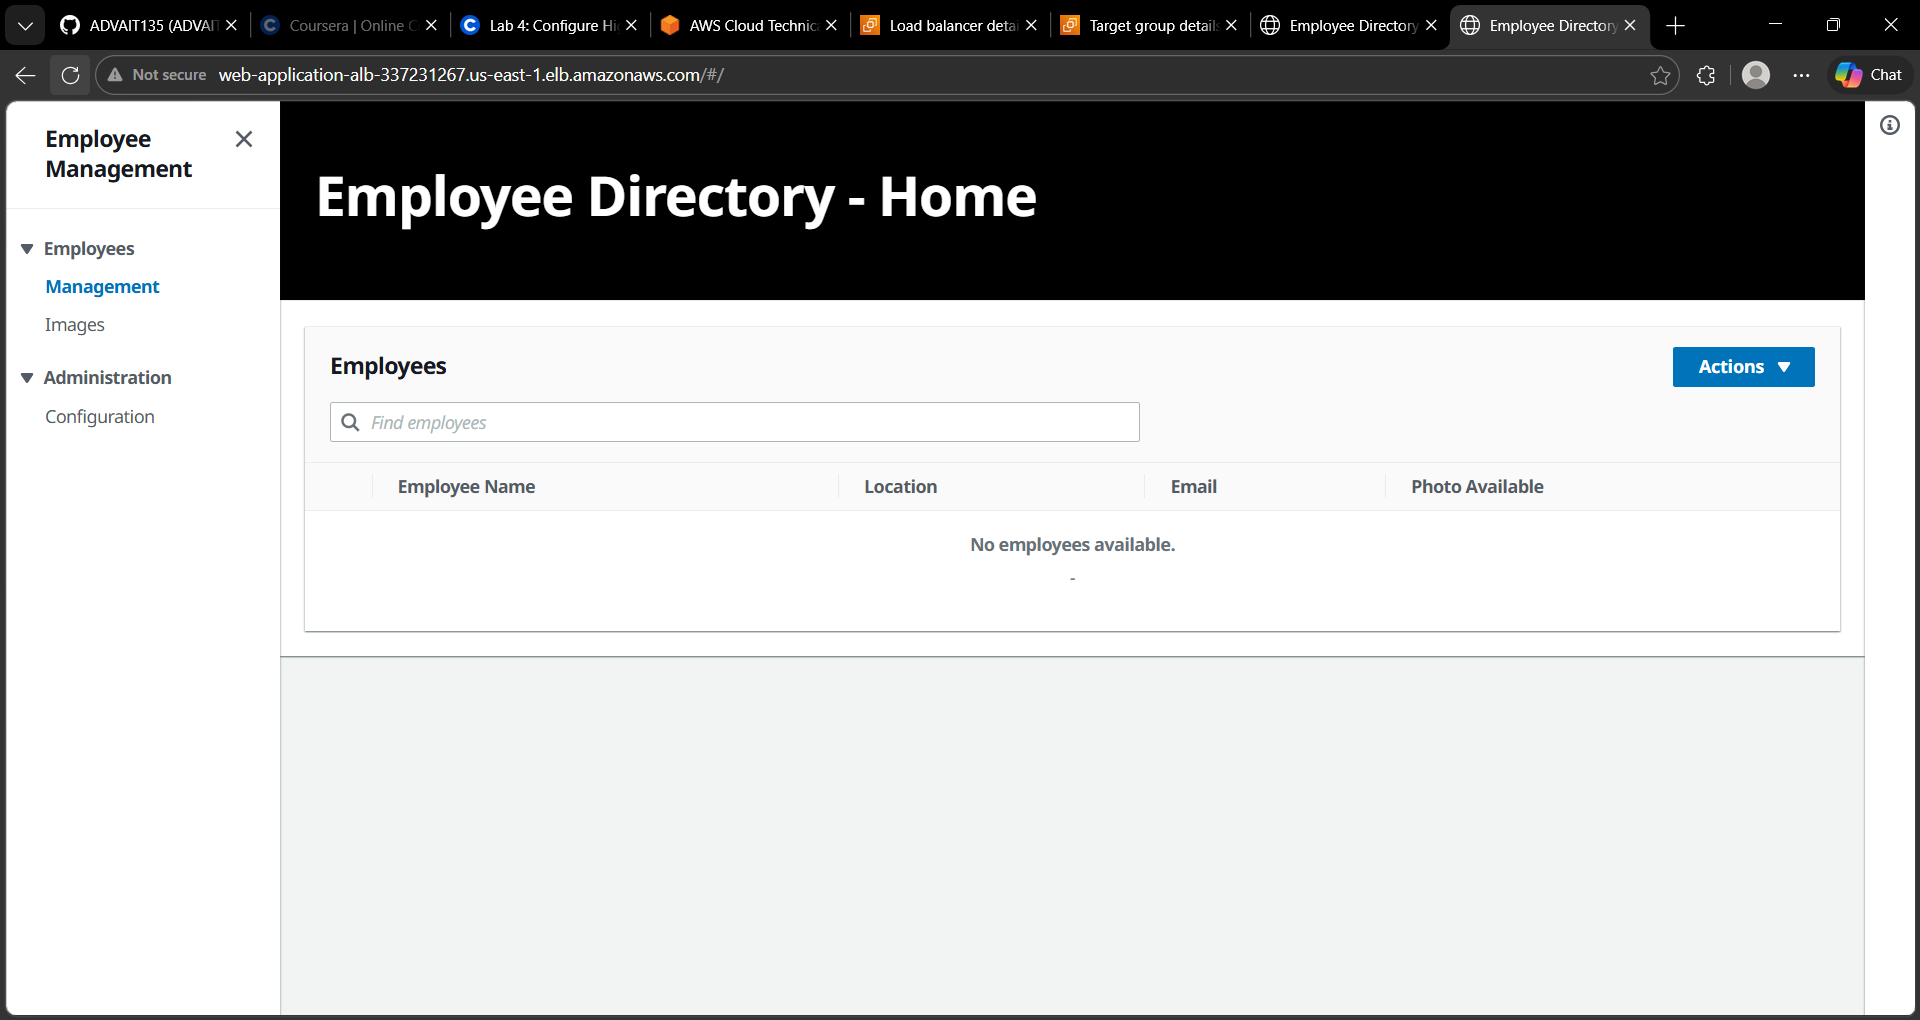 ADVAIT135 (ADVAIT
Coursera | Online C
Lab 4: Configure Hi
AWS Cloud Technic
Load balancer detai
Target group details
Employee Directory
Employee Directory
Not secure
web-application-alb-337231267.us-east-1.elb.amazonaws.com/#/
Chat
Employee
Management
Employees
Management
Images
Administration
Configuration
Employee Directory - Home
Employees
Actions
Find employees
Employee Name
Location
Email
Photo Available
No employees available.
-